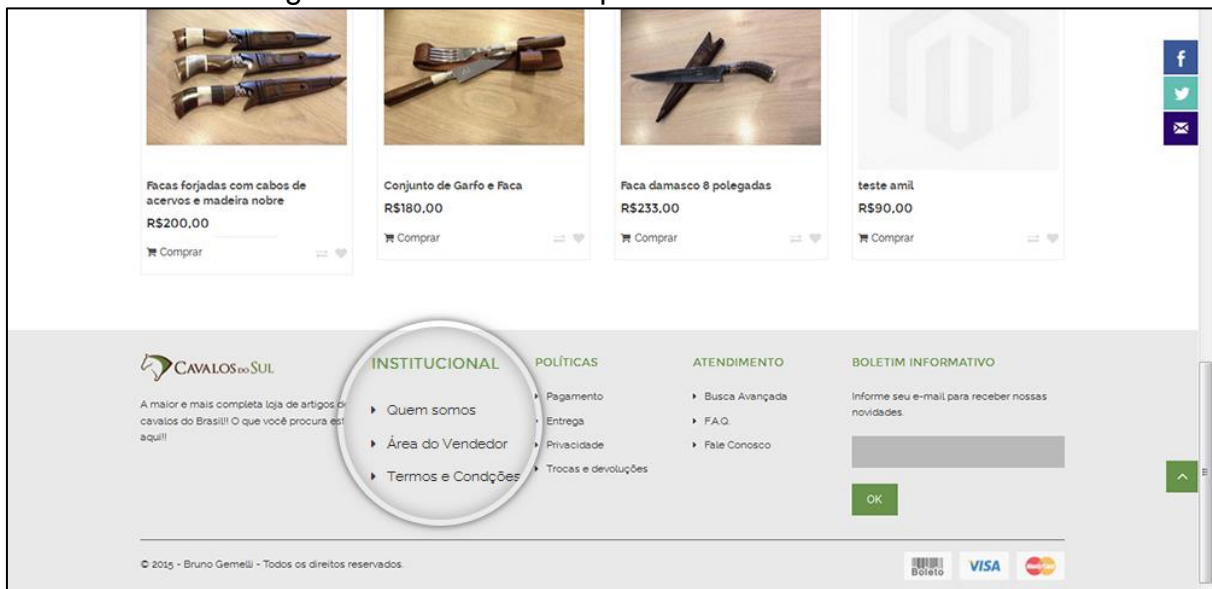 Facas forjadas com cabos de
acervos e madeira nobre
R$200,00
Comprar
Conjunto de Garfo e Faca
R$180,00
Comprar
Faca damasco 8 polegadas
R$233,00
Comprar
teste amil
R$90,00
Comprar
CAVALOS DO SUL
A maior e mais completa loja de artigos de
cavalos do Brasil!! O que você procura est
aqui!!
INSTITUCIONAL
Quem somos
Área do Vendedor
Termos e Condções
POLÍTICAS
Pagamento
Entrega
Privacidade
Trocas e devoluções
ATENDIMENTO
Busca Avançada
F.A.Q.
Fale Conosco
BOLETIM INFORMATIVO
Informe seu e-mail para receber nossas
novidades.
OK
© 2015 - Bruno Gemelli - Todos os direitos reservados.
Boleto
VISA
MasterCard